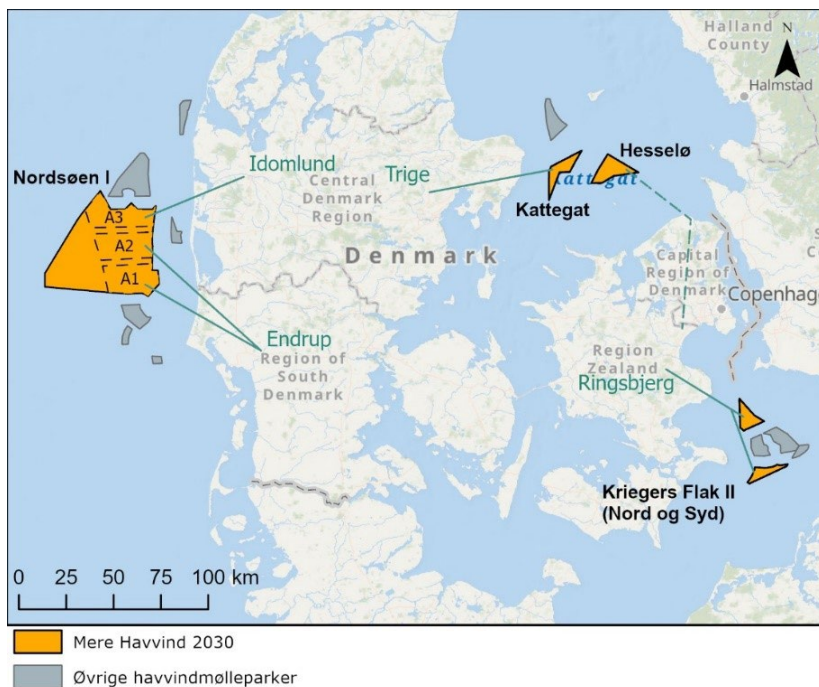 Halland
County
N
Halmstad
Hesselø
Nordsøen I
Idomlund
Trige
Central
Denmark
Region
Kattegat
Kattegat
A3
A2
A1
Denmark
Capital
Region of
Denmark
Copenhage
Endrup
Region of
South
Denmark
Region
Zealand
Ringsbjerg
Kriegers Flak II
(Nord og Syd)
0 25 50 100 km
Mere Havvind 2030
Øvrige havvindmølleparker